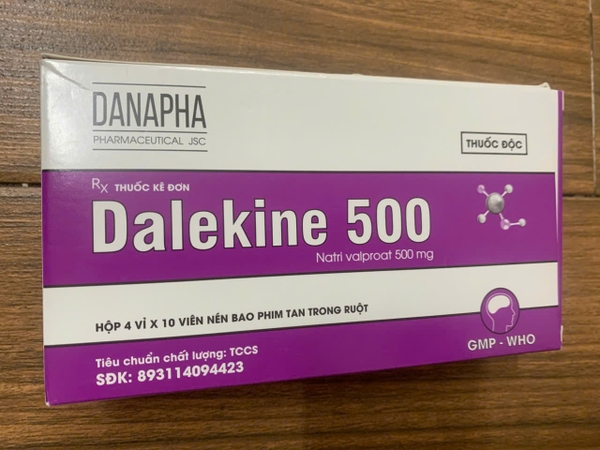 DANAPHA
PHARMACEUTICAL JSC
THUỐC ĐỘC
Rx THUỐC KÊ ĐƠN
Dalekine 500
Natri valproat 500 mg
HỘP 4 VỈ X 10 VIÊN NÉN BAO PHIM TAN TRONG RUỘT
Tiêu chuẩn chất lượng: TCCS
SĐK: 893114094423
GMP - WHO